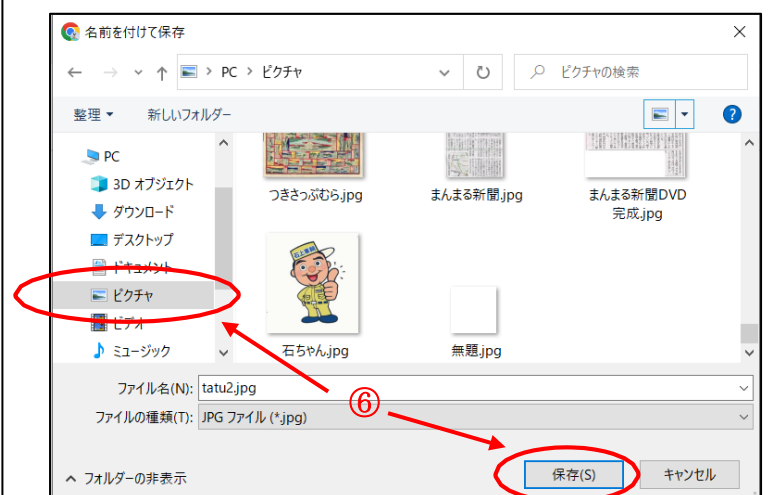 名前を付けて保存
PC > ピクチャ
ピクチャの検索
整理 新しいフォルダー
PC
3D オブジェクト
ダウンロード
デスクトップ
ドキュメント
ピクチャ
ビデオ
ミュージック
つきさっぷむら.jpg
まんまる新聞.jpg
まんまる新聞DVD
完成.jpg
石ちゃん.jpg
無題.jpg
ファイル名(N): tatu2.jpg
ファイルの種類(T): JPG ファイル (*.jpg)
⑥
フォルダーの非表示
保存(S)
キャンセル